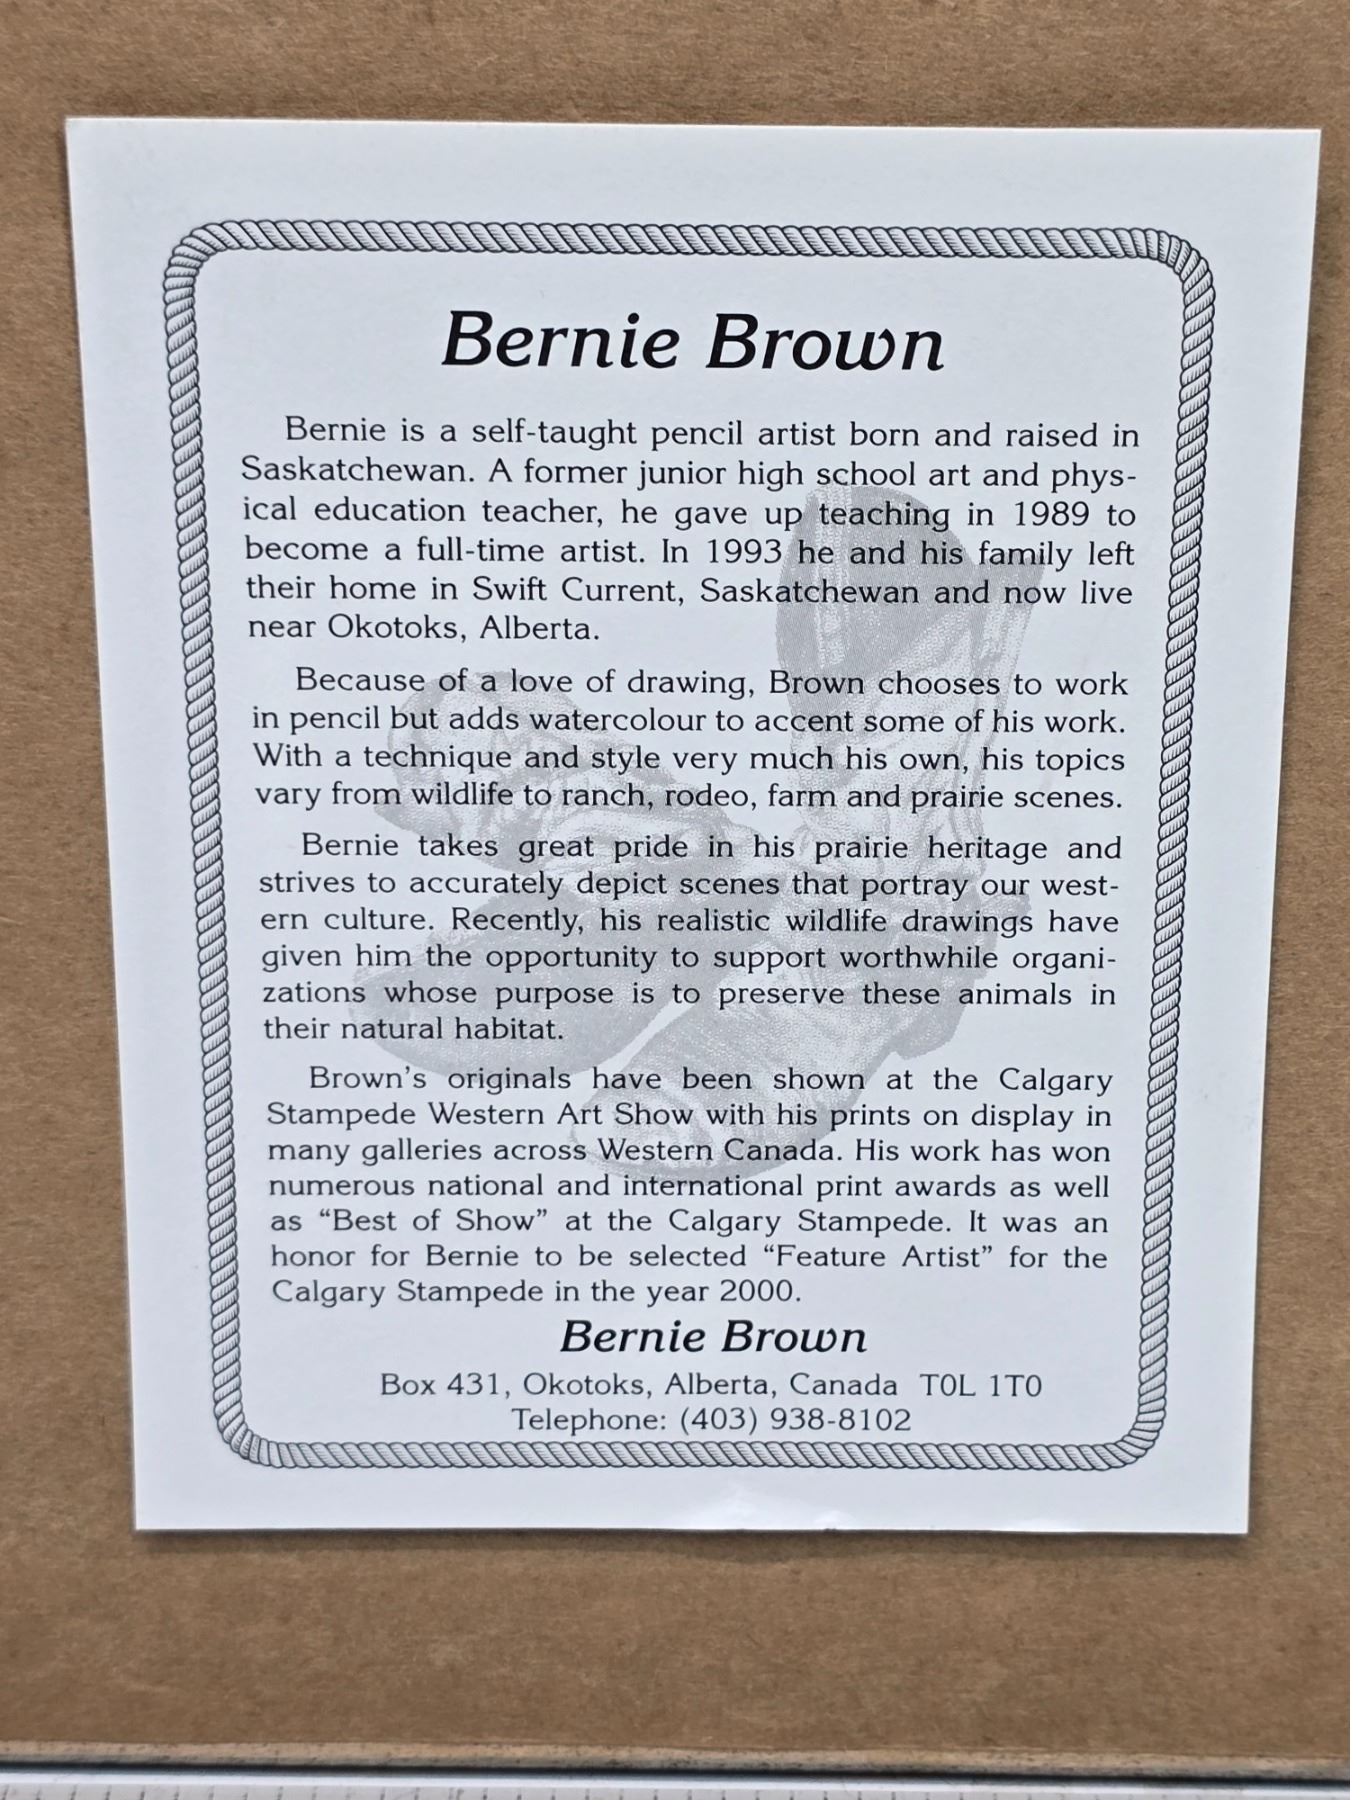 Bernie Brown
Bernie is a self-taught pencil artist born and raised in
Saskatchewan. A former junior high school art and phys-
ical education teacher, he gave up teaching in 1989 to
become a full-time artist. In 1993 he and his family left
their home in Swift Current, Saskatchewan and now live
near Okotoks, Alberta.
Because of a love of drawing, Brown chooses to work
in pencil but adds watercolour to accent some of his work.
With a technique and style very much his own, his topics
vary from wildlife to ranch, rodeo, farm and prairie scenes.
Bernie takes great pride in his prairie heritage and
strives to accurately depict scenes that portray our west-
ern culture. Recently, his realistic wildlife drawings have
given him the opportunity to support worthwhile organi-
zations whose purpose is to preserve these animals in
their natural habitat.
Brown's originals have been shown at the Calgary
Stampede Western Art Show with his prints on display in
many galleries across Western Canada. His work has won
numerous national and international print awards as well
as “Best of Show” at the Calgary Stampede. It was an
honor for Bernie to be selected “Feature Artist” for the
Calgary Stampede in the year 2000.
Bernie Brown
Box 431, Okotoks, Alberta, Canada T0L 1T0
Telephone: (403) 938-8102